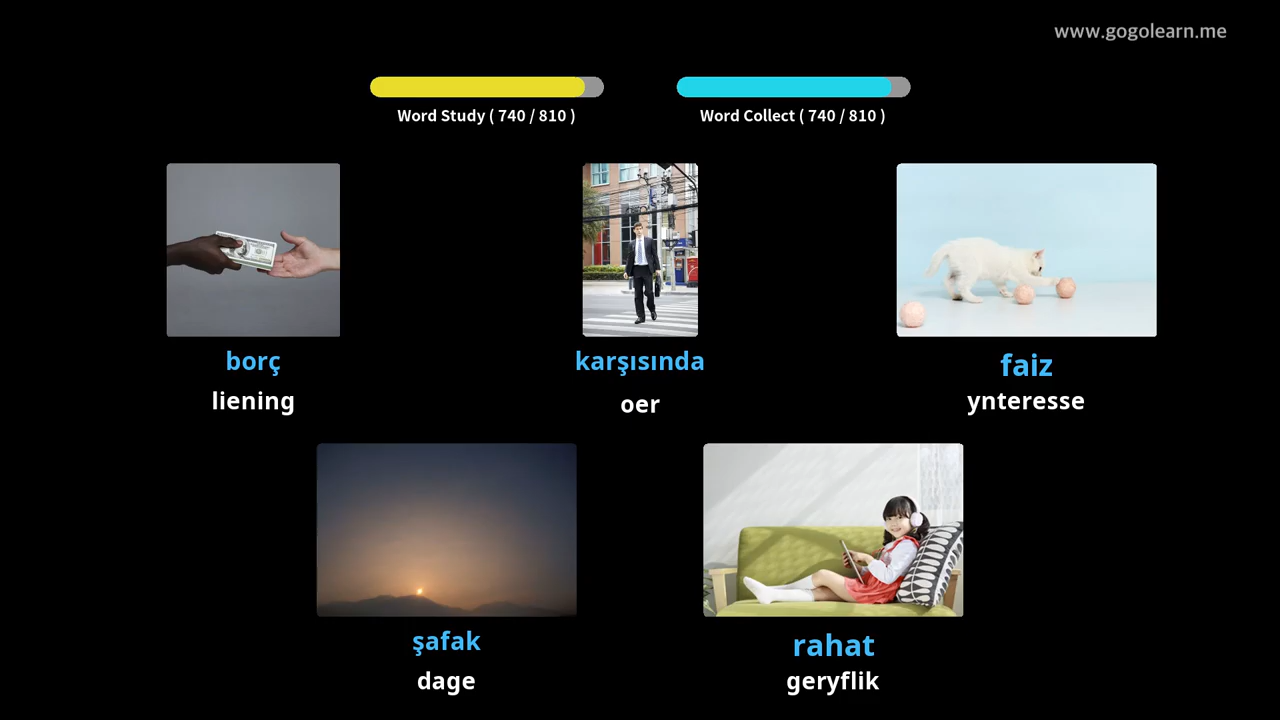 www.gogolearn.me
Word Study ( 740 / 810 )
Word Collect ( 740 / 810 )
borç
liening
karşısında
oer
faiz
ynteresse
şafak
dage
rahat
geryflik